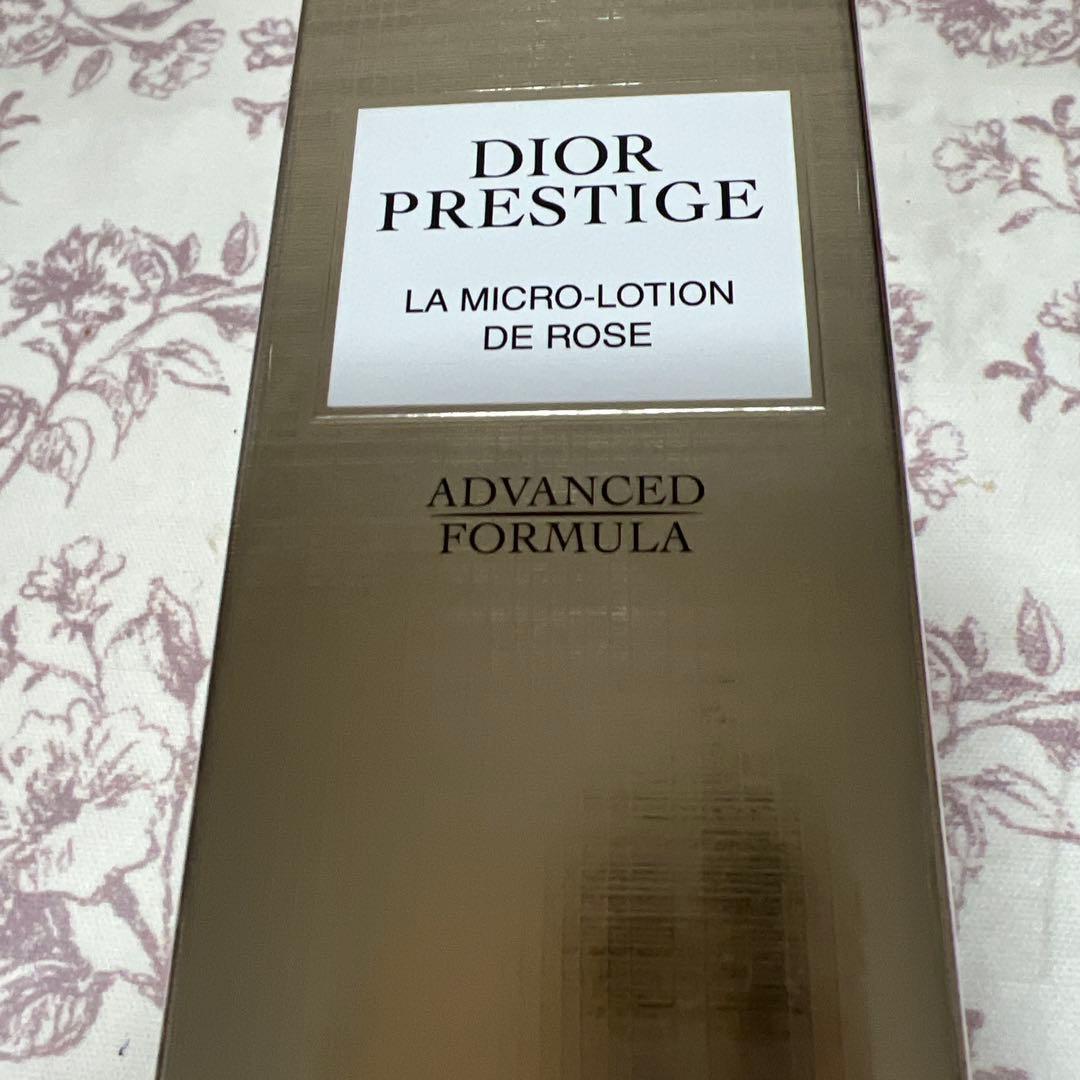 DIOR
PRESTIGE
LA MICRO-LOTION
DE ROSE
ADVANCED
FORMULA